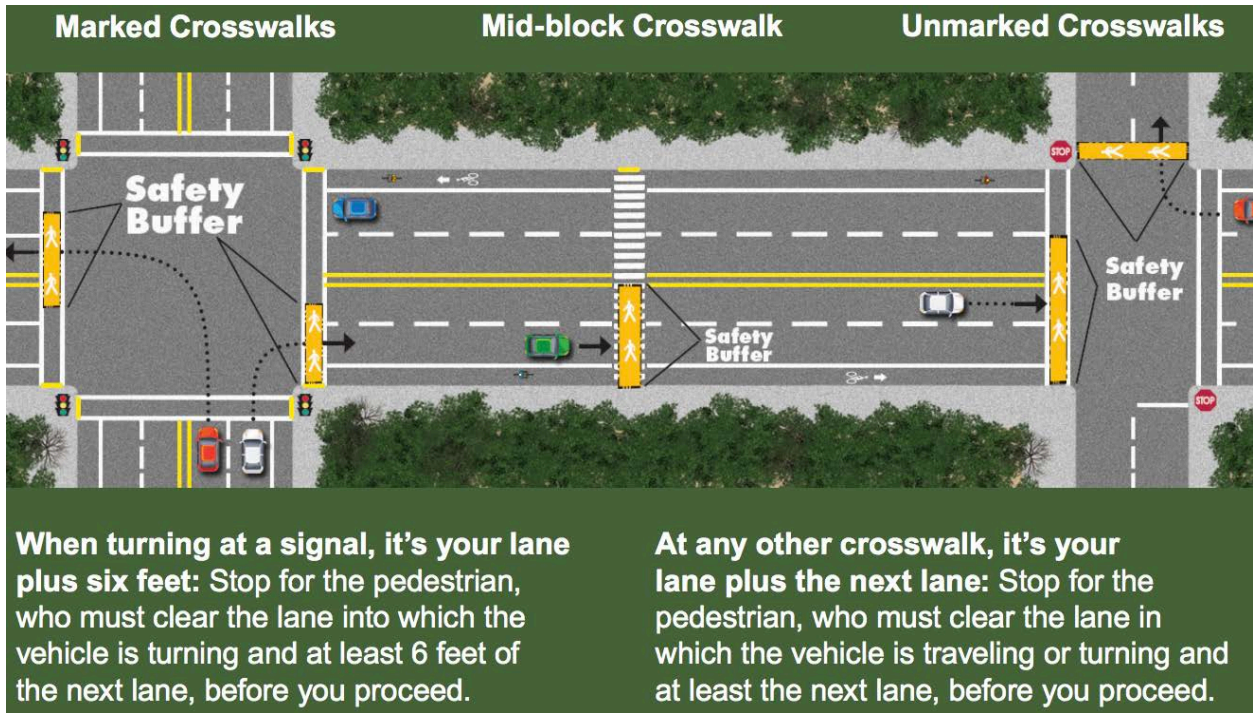 Marked Crosswalks
Mid-block Crosswalk
Unmarked Crosswalks
STOP
Safety
Buffer
Safety
Buffer
Safety
Buffer
STOP
When turning at a signal, it’s your lane
plus six feet: Stop for the pedestrian,
who must clear the lane into which the
vehicle is turning and at least 6 feet of
the next lane, before you proceed.
At any other crosswalk, it’s your
lane plus the next lane: Stop for the
pedestrian, who must clear the lane in
which the vehicle is traveling or turning and
at least the next lane, before you proceed.